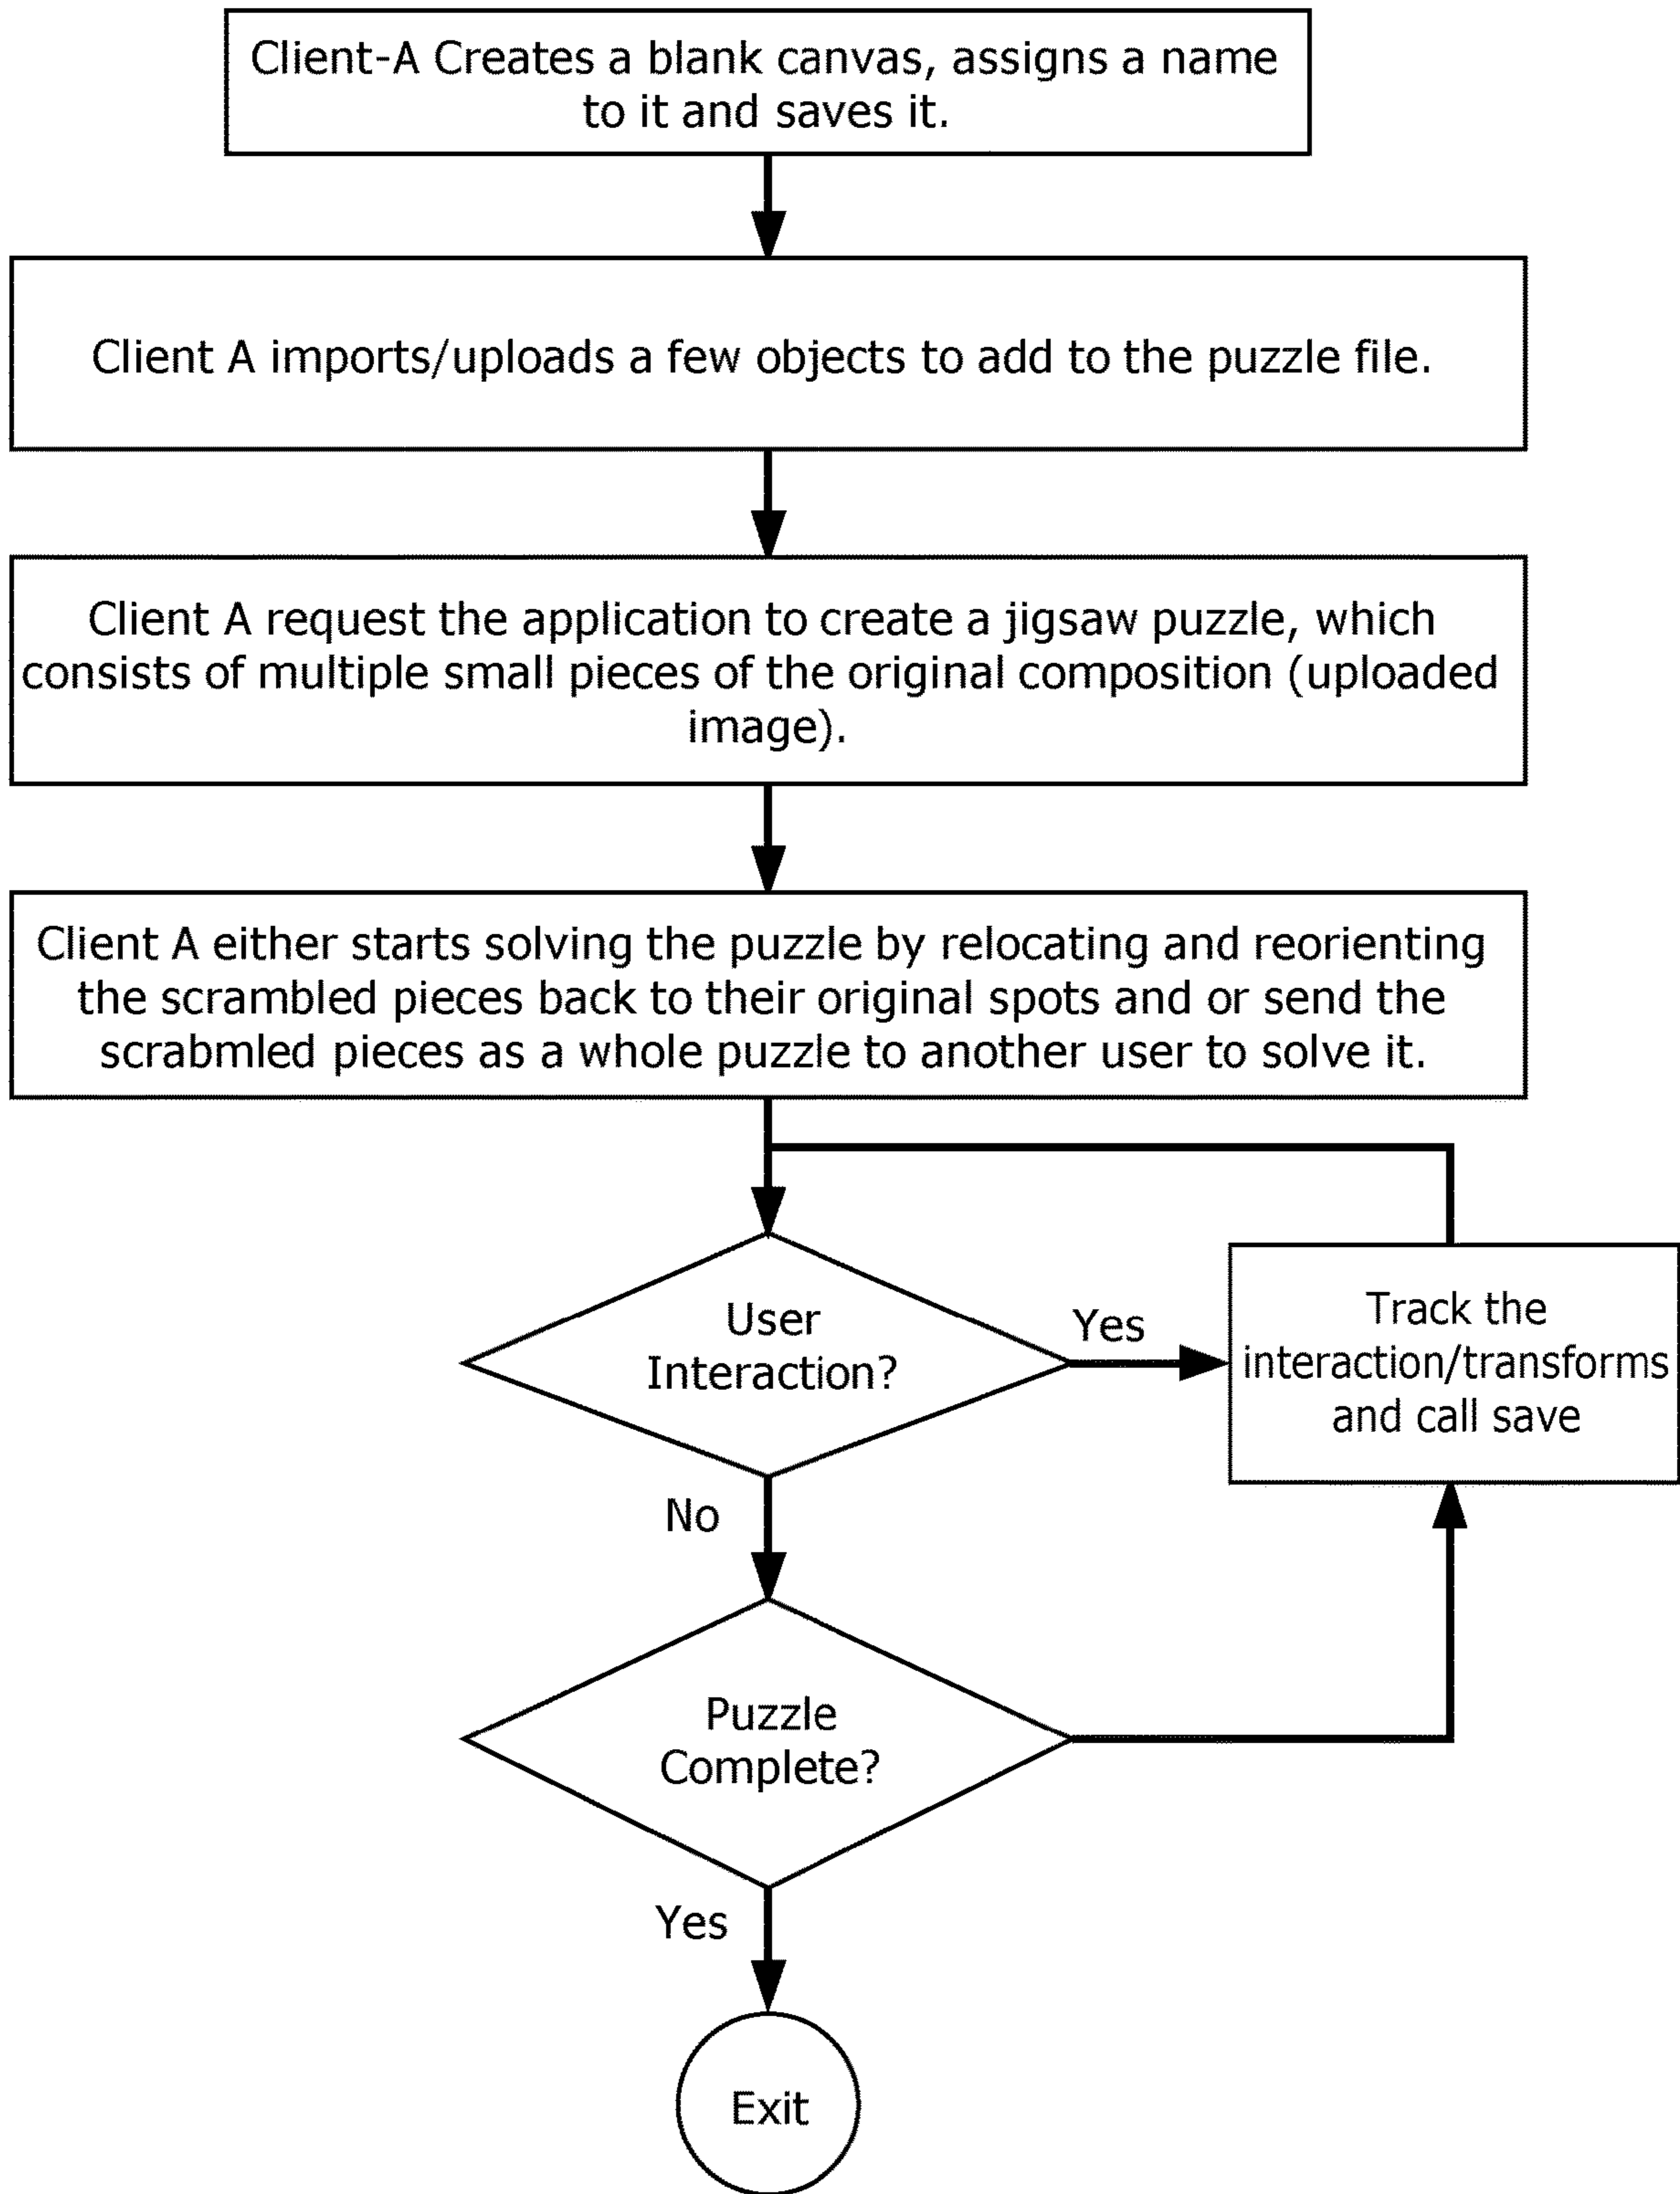 Client-A Creates a blank canvas, assigns a name
to it and saves it.
Client A imports/uploads a few objects to add to the puzzle file.
Client A request the application to create a jigsaw puzzle, which
consists of multiple small pieces of the original composition (uploaded
image).
Client A either starts solving the puzzle by relocating and reorienting
the scrambled pieces back to their original spots and or send the
scrabmled pieces as a whole puzzle to another user to solve it.
User
Interaction?
Yes
Track the
interaction/transforms
and call save
No
Puzzle
Complete?
Yes
Exit